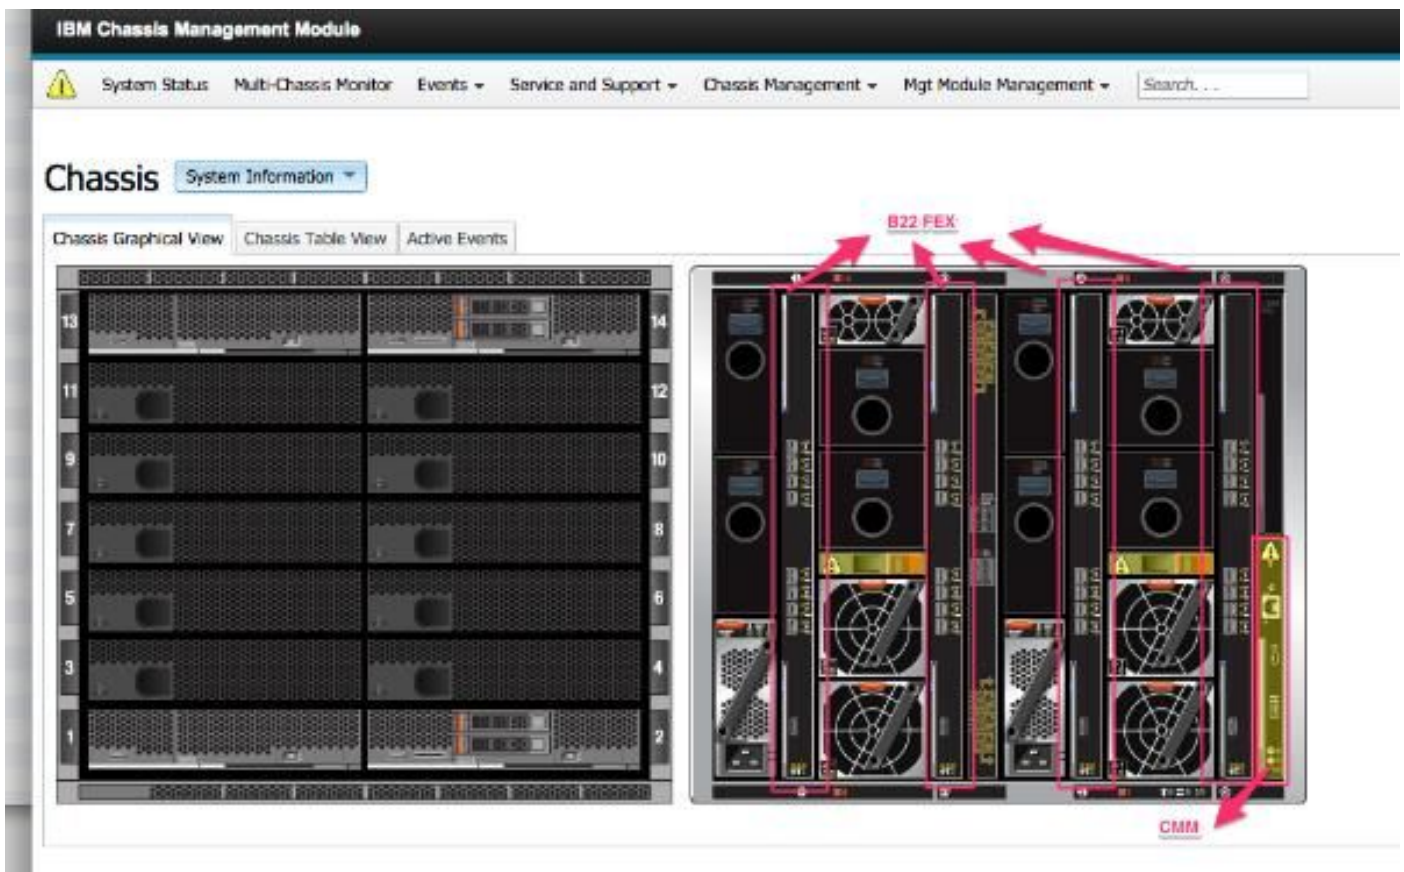 IBM Chassis Management Module
System Status Multi-Chassis Monitor Events Service and Support Chassis Management Mgt Module Management Search. . .
Chassis System Information
B22 FEX
Chassis Graphical View Chassis Table View Active Events
13 14
11 12
9 10
7 8
5 6
3 4
1 2
CMM